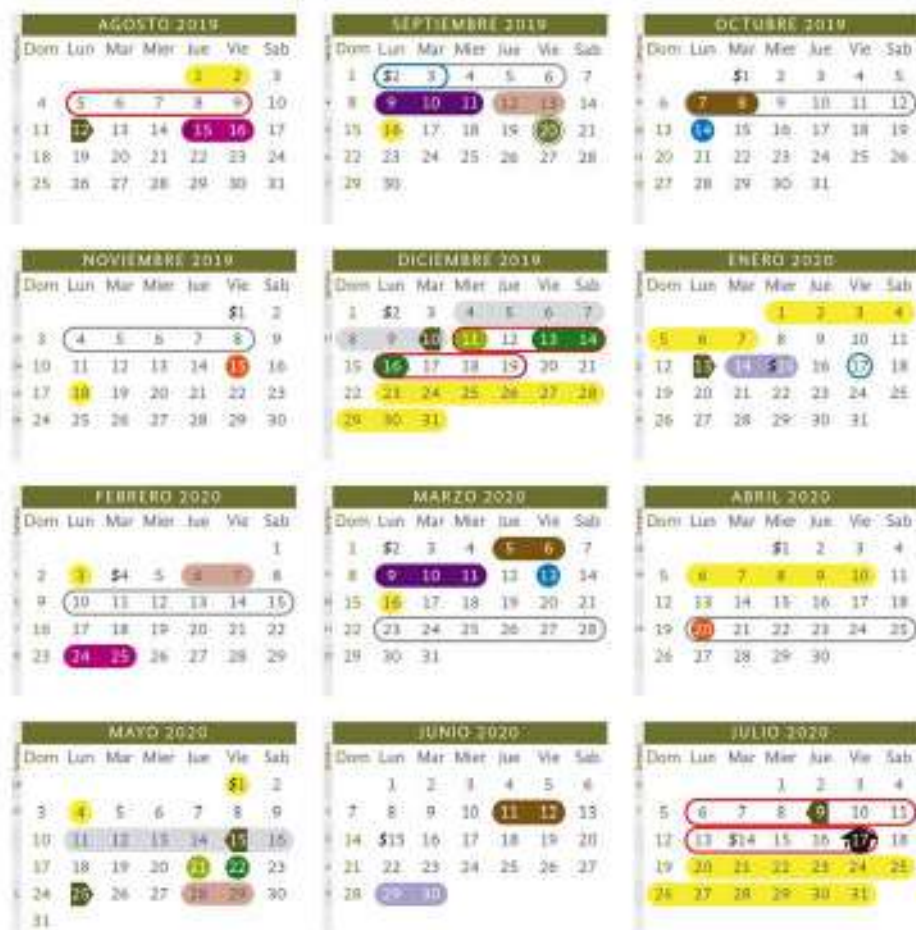 AGOSTO 2019
Dom Lun Mar Mier Jue Vie Sab
1 2 3
4 5 6 7 8 9 10
11 12 13 14 15 16 17
18 19 20 21 22 23 24
25 26 27 28 29 30 31
SEPTIEMBRE 2019
Dom Lun Mar Mier Jue Vie Sab
1 $2 3 4 5 6 7
8 9 10 11 12 13 14
15 16 17 18 19 20 21
22 23 24 25 26 27 28
29 30
OCTUBRE 2019
Dom Lun Mar Mier Jue Vie Sab
$1 2 3 4 5
6 7 8 9 10 11 12
13 14 15 16 17 18 19
20 21 22 23 24 25 26
27 28 29 30 31
NOVIEMBRE 2019
Dom Lun Mar Mier Jue Vie Sab
$1 2
3 4 5 6 7 8 9
10 11 12 13 14 15 16
17 18 19 20 21 22 23
24 25 26 27 28 29 30
DICIEMBRE 2019
Dom Lun Mar Mier Jue Vie Sab
1 $2 3 4 5 6 7
8 9 10 11 12 13 14
15 16 17 18 19 20 21
22 23 24 25 26 27 28
29 30 31
ENERO 2020
Dom Lun Mar Mier Jue Vie Sab
1 2 3 4
5 6 7 8 9 10 11
12 13 14 $15 16 17 18
19 20 21 22 23 24 25
26 27 28 29 30 31
FEBRERO 2020
Dom Lun Mar Mier Jue Vie Sab
1
2 3 $4 5 6 7 8
9 10 11 12 13 14 15
16 17 18 19 20 21 22
23 24 25 26 27 28 29
MARZO 2020
Dom Lun Mar Mier Jue Vie Sab
1 $2 3 4 5 6 7
8 9 10 11 12 13 14
15 16 17 18 19 20 21
22 23 24 25 26 27 28
29 30 31
ABRIL 2020
Dom Lun Mar Mier Jue Vie Sab
$1 2 3 4
5 6 7 8 9 10 11
12 13 14 15 16 17 18
19 20 21 22 23 24 25
26 27 28 29 30
MAYO 2020
Dom Lun Mar Mier Jue Vie Sab
$1 2
3 4 5 6 7 8 9
10 11 12 13 14 15 16
17 18 19 20 21 22 23
24 25 26 27 28 29 30
31
JUNIO 2020
Dom Lun Mar Mier Jue Vie Sab
1 2 3 4 5 6
7 8 9 10 11 12 13
14 $15 16 17 18 19 20
21 22 23 24 25 26 27
28 29 30
JULIO 2020
Dom Lun Mar Mier Jue Vie Sab
1 2 3 4
5 6 7 8 9 10 11
12 13 $14 15 16 17 18
19 20 21 22 23 24 25
26 27 28 29 30 31